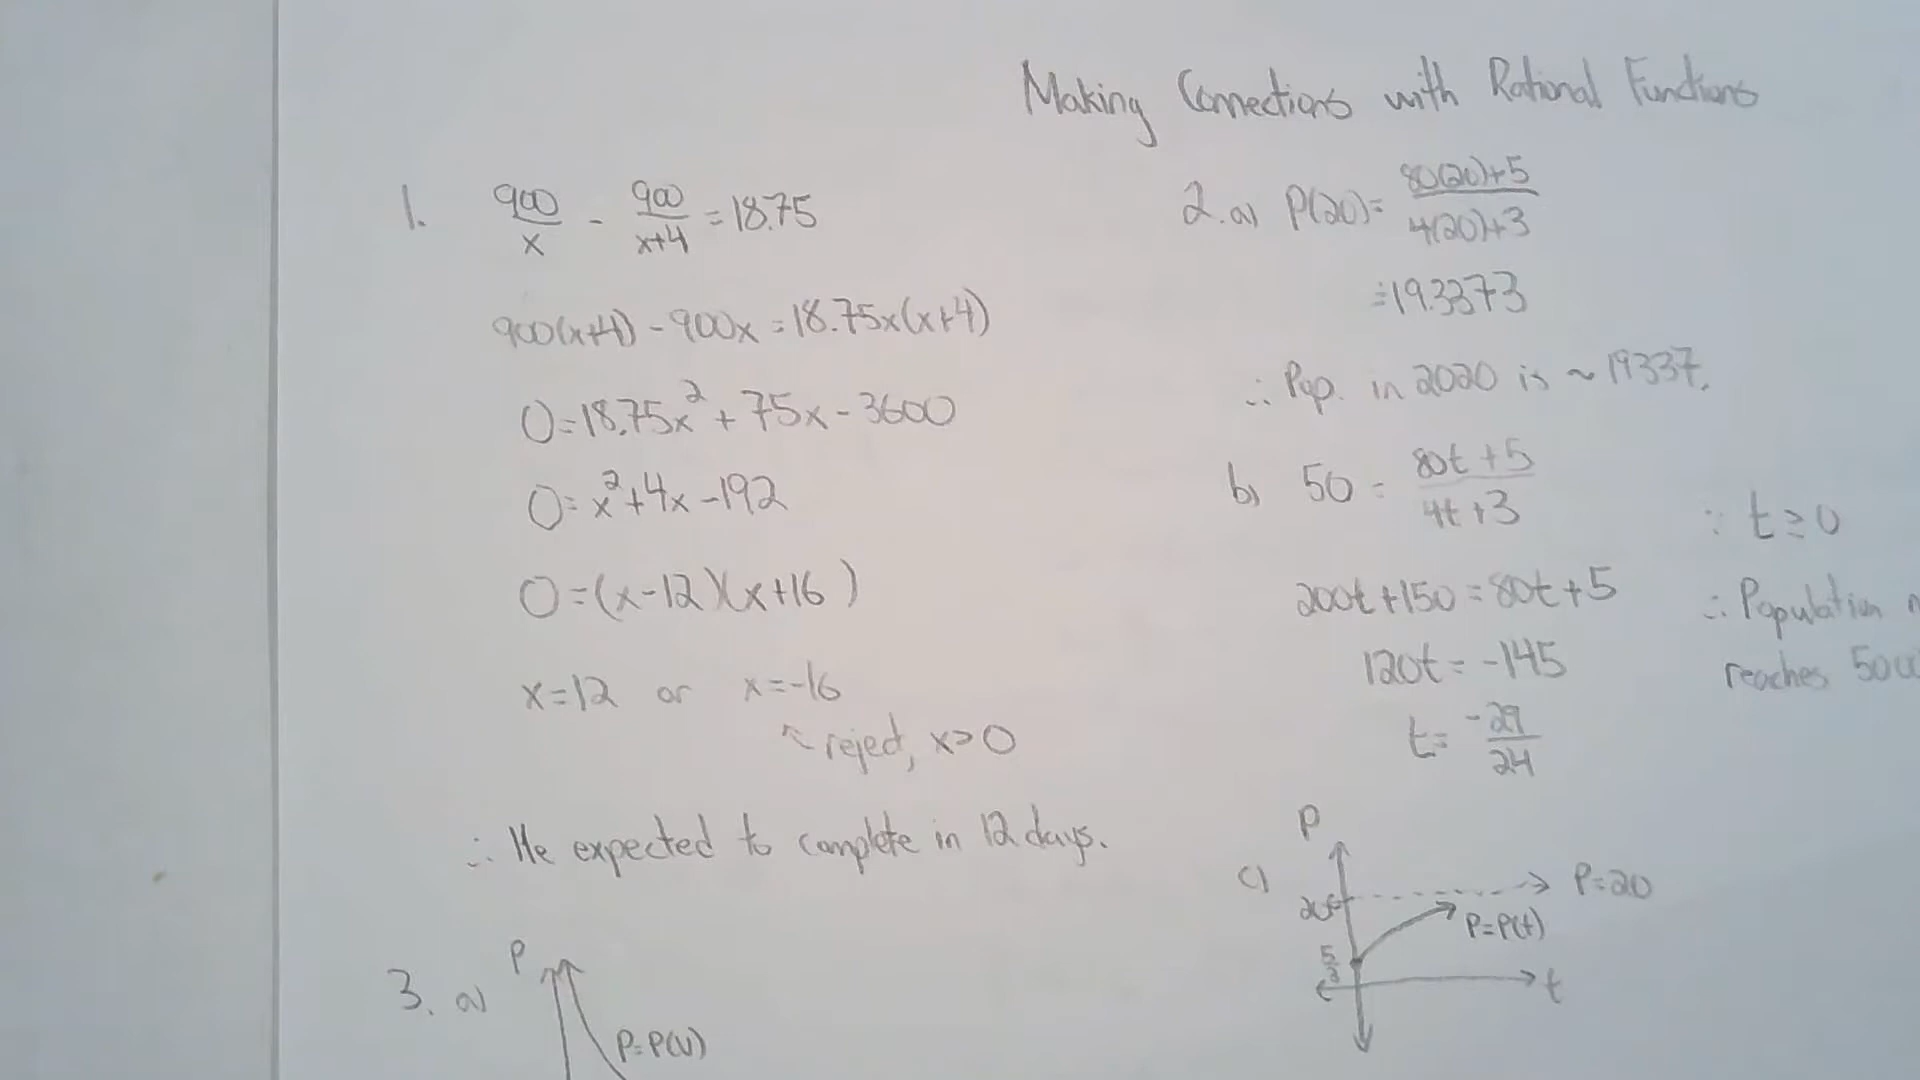 Making Connections with Rational Functions
1. 900/x - 900/x+4 = 18.75
900(x+4) - 900x = 18.75x(x+4)
0 = 18.75x² + 75x - 3600
0 = x² + 4x - 192
0 = (x-12)(x+16)
x = 12 or x = -16
↖ reject, x > 0
∴ He expected to complete in 12 days.
2. a) P(20) = 80(20)+5/4(20)+3
≐ 19.3373
∴ Pop. in 2020 is ~ 19337.
b) 50 = 80t + 5/4t + 3
200t + 150 = 80t + 5
120t = -145
t = -29/24
∵ t ≥ 0
∴ Population
reaches
c) P
20
P = 20
P = P(t)
5/3
t
3. a) P
P = P(V)